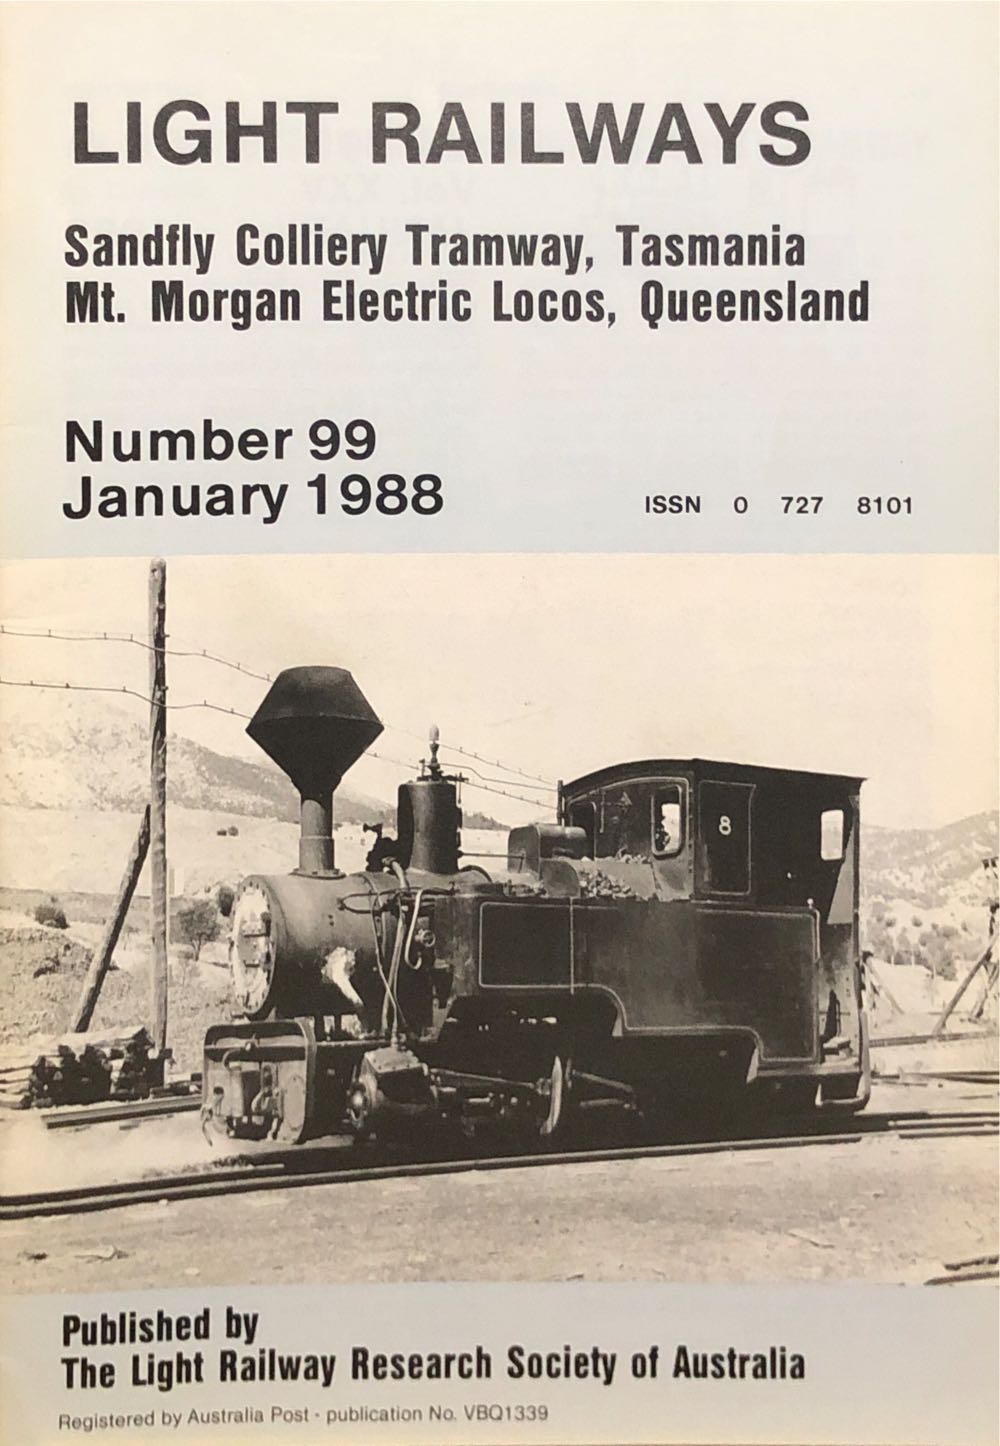 LIGHT RAILWAYS
Sandfly Colliery Tramway, Tasmania
Mt. Morgan Electric Locos, Queensland
Number 99
January 1988
ISSN 0 727 8101
8
Published by
The Light Railway Research Society of Australia
Registered by Australia Post - publication No. VBQ1339